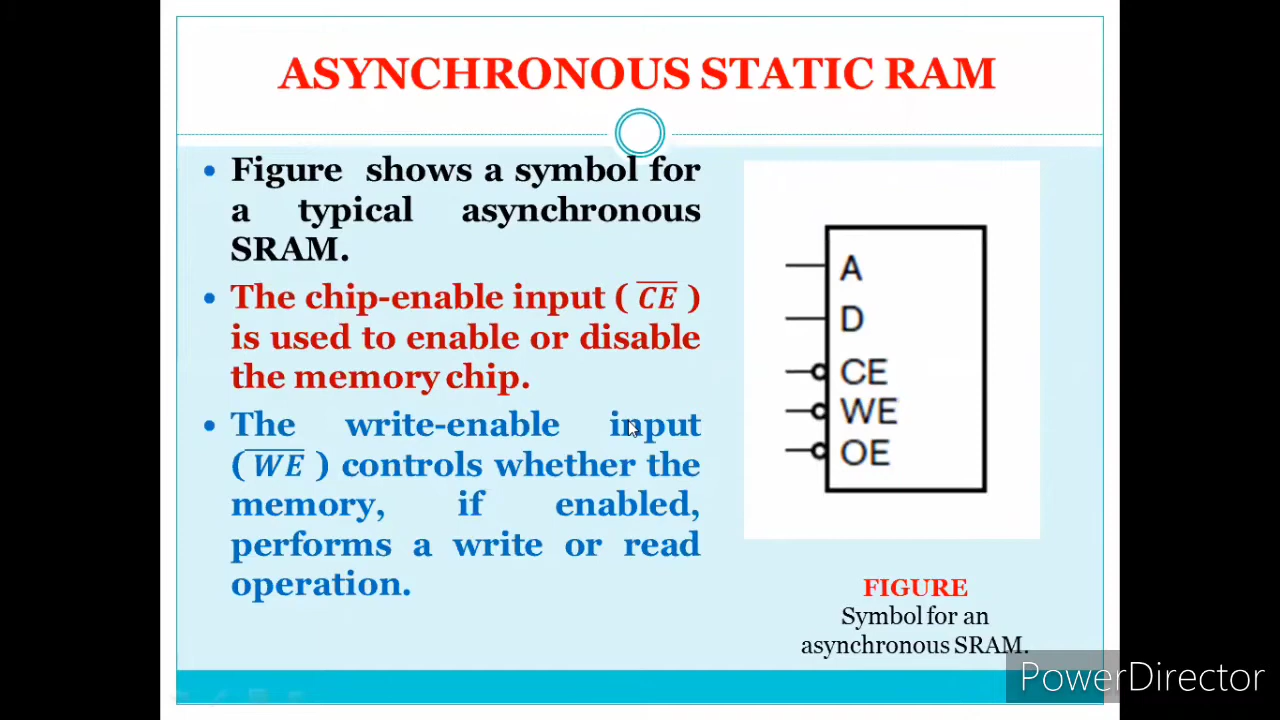 ASYNCHRONOUS STATIC RAM
• Figure shows a symbol for
a typical asynchronous
SRAM.
• The chip-enable input ( C̅E̅ )
is used to enable or disable
the memory chip.
• The write-enable input
( W̅E̅ ) controls whether the
memory, if enabled,
performs a write or read
operation.
A
D
CE
WE
OE
FIGURE
Symbol for an
asynchronous SRAM.
PowerDirector